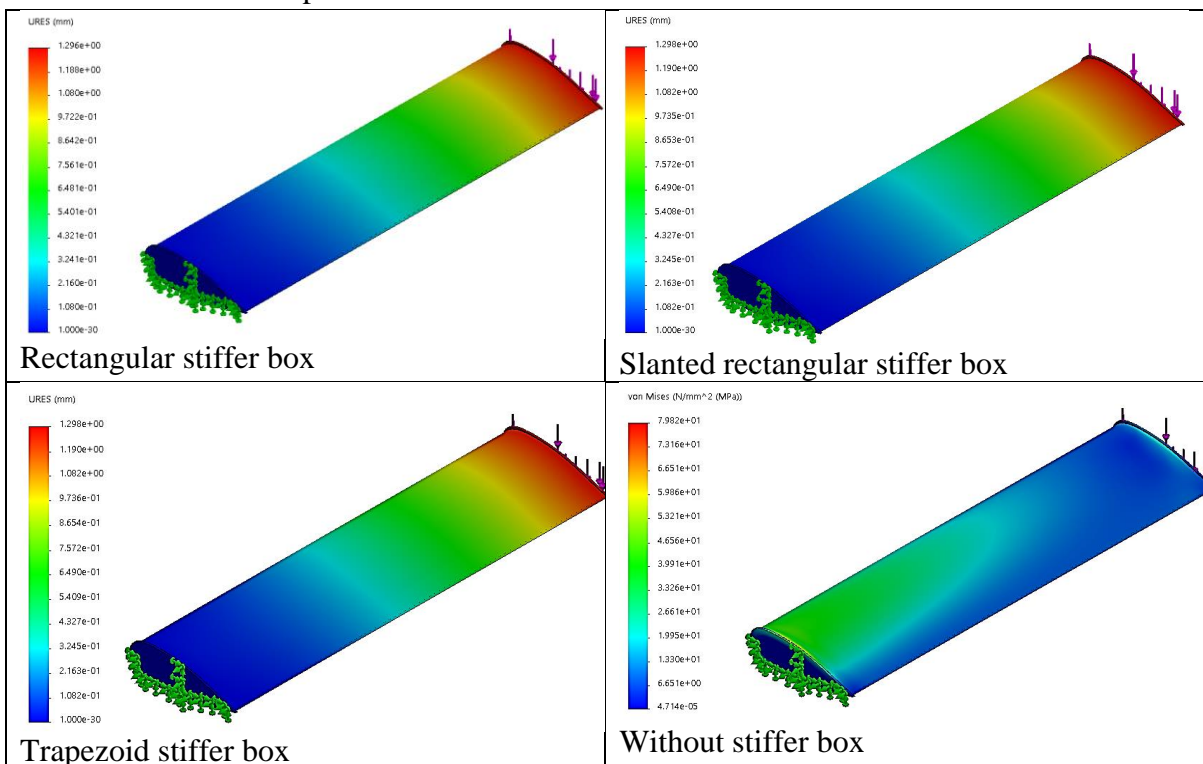 URES (mm)
1.296e+00
1.188e+00
1.080e+00
9.722e-01
8.642e-01
7.561e-01
6.481e-01
5.401e-01
4.321e-01
3.241e-01
2.160e-01
1.080e-01
1.000e-30
Rectangular stiffer box
URES (mm)
1.298e+00
1.190e+00
1.082e+00
9.735e-01
8.654e-01
7.572e-01
6.490e-01
5.408e-01
4.327e-01
3.245e-01
2.163e-01
1.082e-01
1.000e-30
Slanted rectangular stiffer box
URES (mm)
1.298e+00
1.190e+00
1.082e+00
9.736e-01
8.654e-01
7.572e-01
6.490e-01
5.409e-01
4.327e-01
3.245e-01
2.163e-01
1.082e-01
1.000e-30
Trapezoid stiffer box
von Mises (N/mm^2 (MPa))
7.982e+01
7.316e+01
6.651e+01
5.986e+01
5.321e+01
4.656e+01
3.991e+01
3.326e+01
2.661e+01
1.995e+01
1.330e+01
6.651e+00
4.714e-05
Without stiffer box